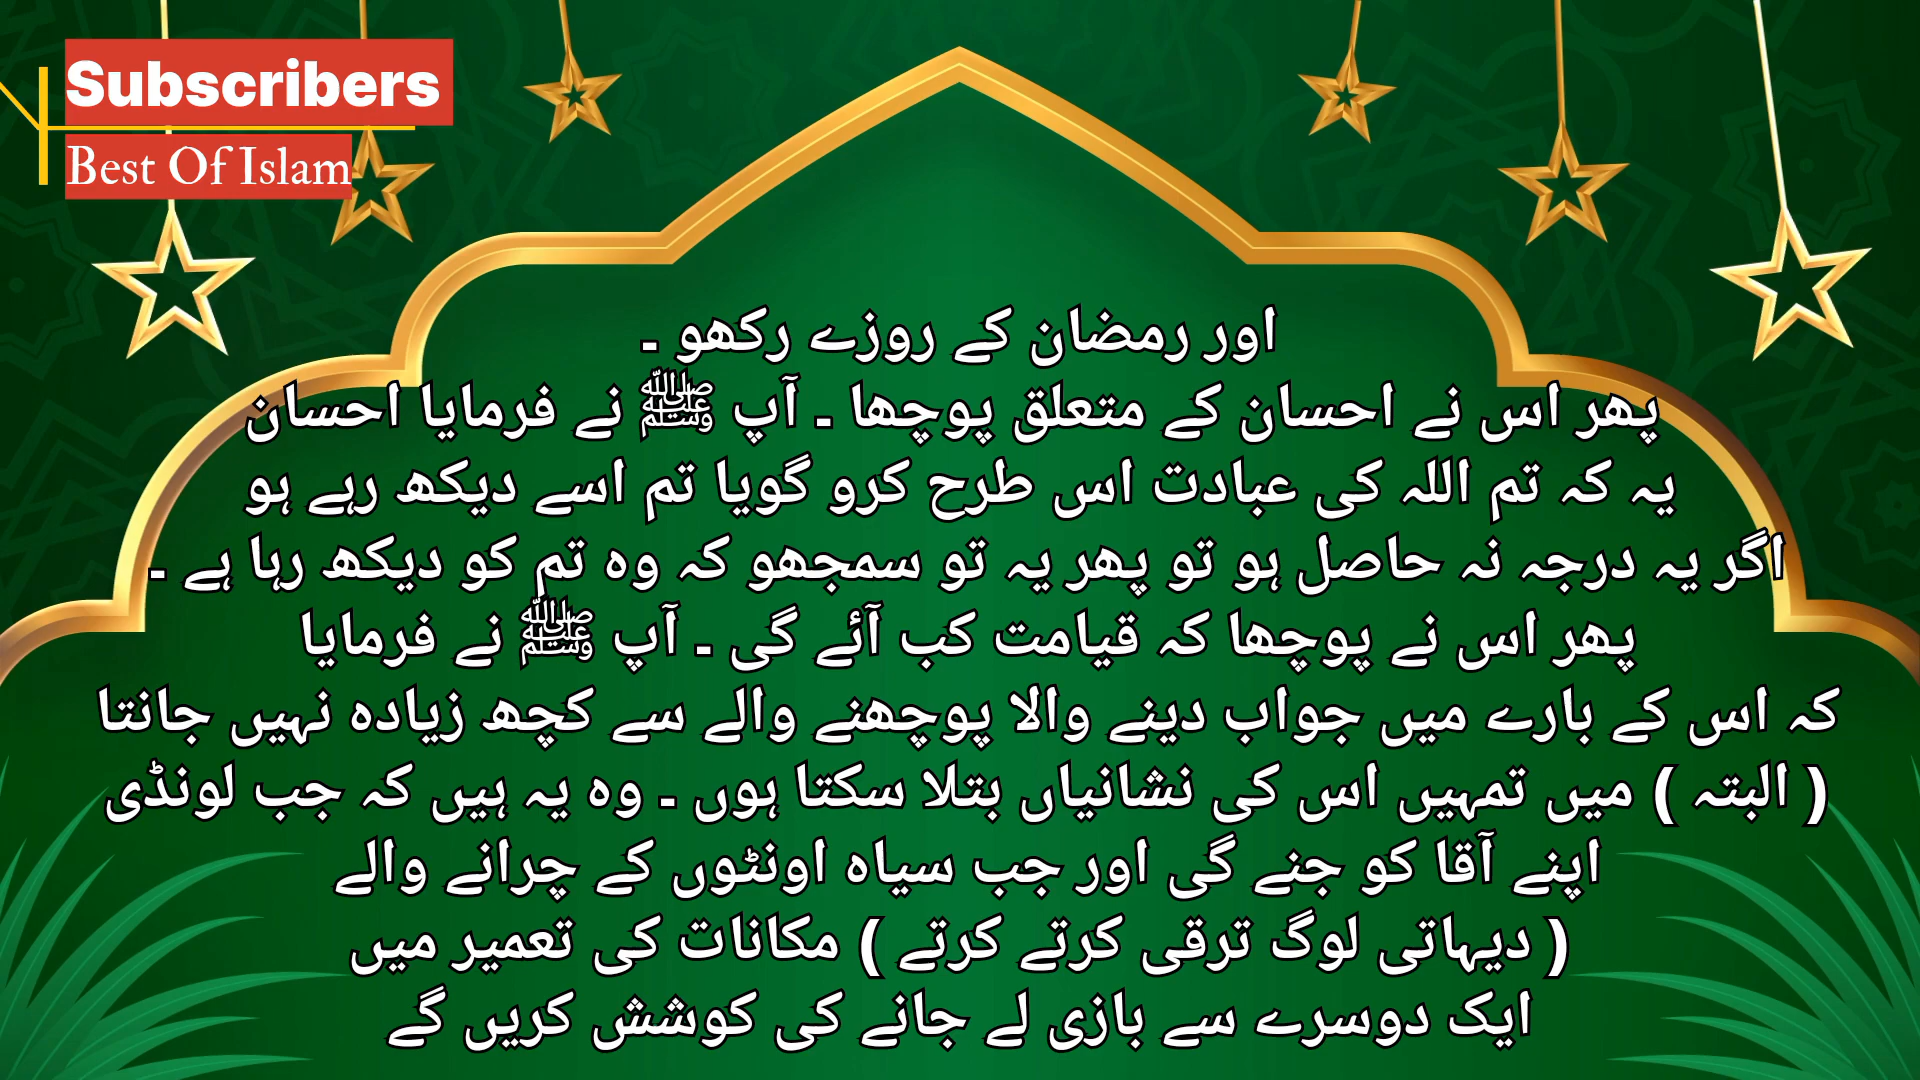 Subscribers
Best Of Islam
اور رمضان کے روزے رکھو ۔
پھر اس نے احسان کے متعلق پوچھا ۔ آپ ﷺ نے فرمایا احسان
یہ کہ تم اللہ کی عبادت اس طرح کرو گویا تم اسے دیکھ رہے ہو
اگر یہ درجہ نہ حاصل ہو تو پھر یہ تو سمجھو کہ وہ تم کو دیکھ رہا ہے ۔
پھر اس نے پوچھا کہ قیامت کب آئے گی ۔ آپ ﷺ نے فرمایا
کہ اس کے بارے میں جواب دینے والا پوچھنے والے سے کچھ زیادہ نہیں جانتا
( البتہ ) میں تمہیں اس کی نشانیاں بتلا سکتا ہوں ۔ وہ یہ ہیں کہ جب لونڈی
اپنے آقا کو جنے گی اور جب سیاہ اونٹوں کے چرانے والے
( دیہاتی لوگ ترقی کرتے کرتے ) مکانات کی تعمیر میں
ایک دوسرے سے بازی لے جانے کی کوشش کریں گے